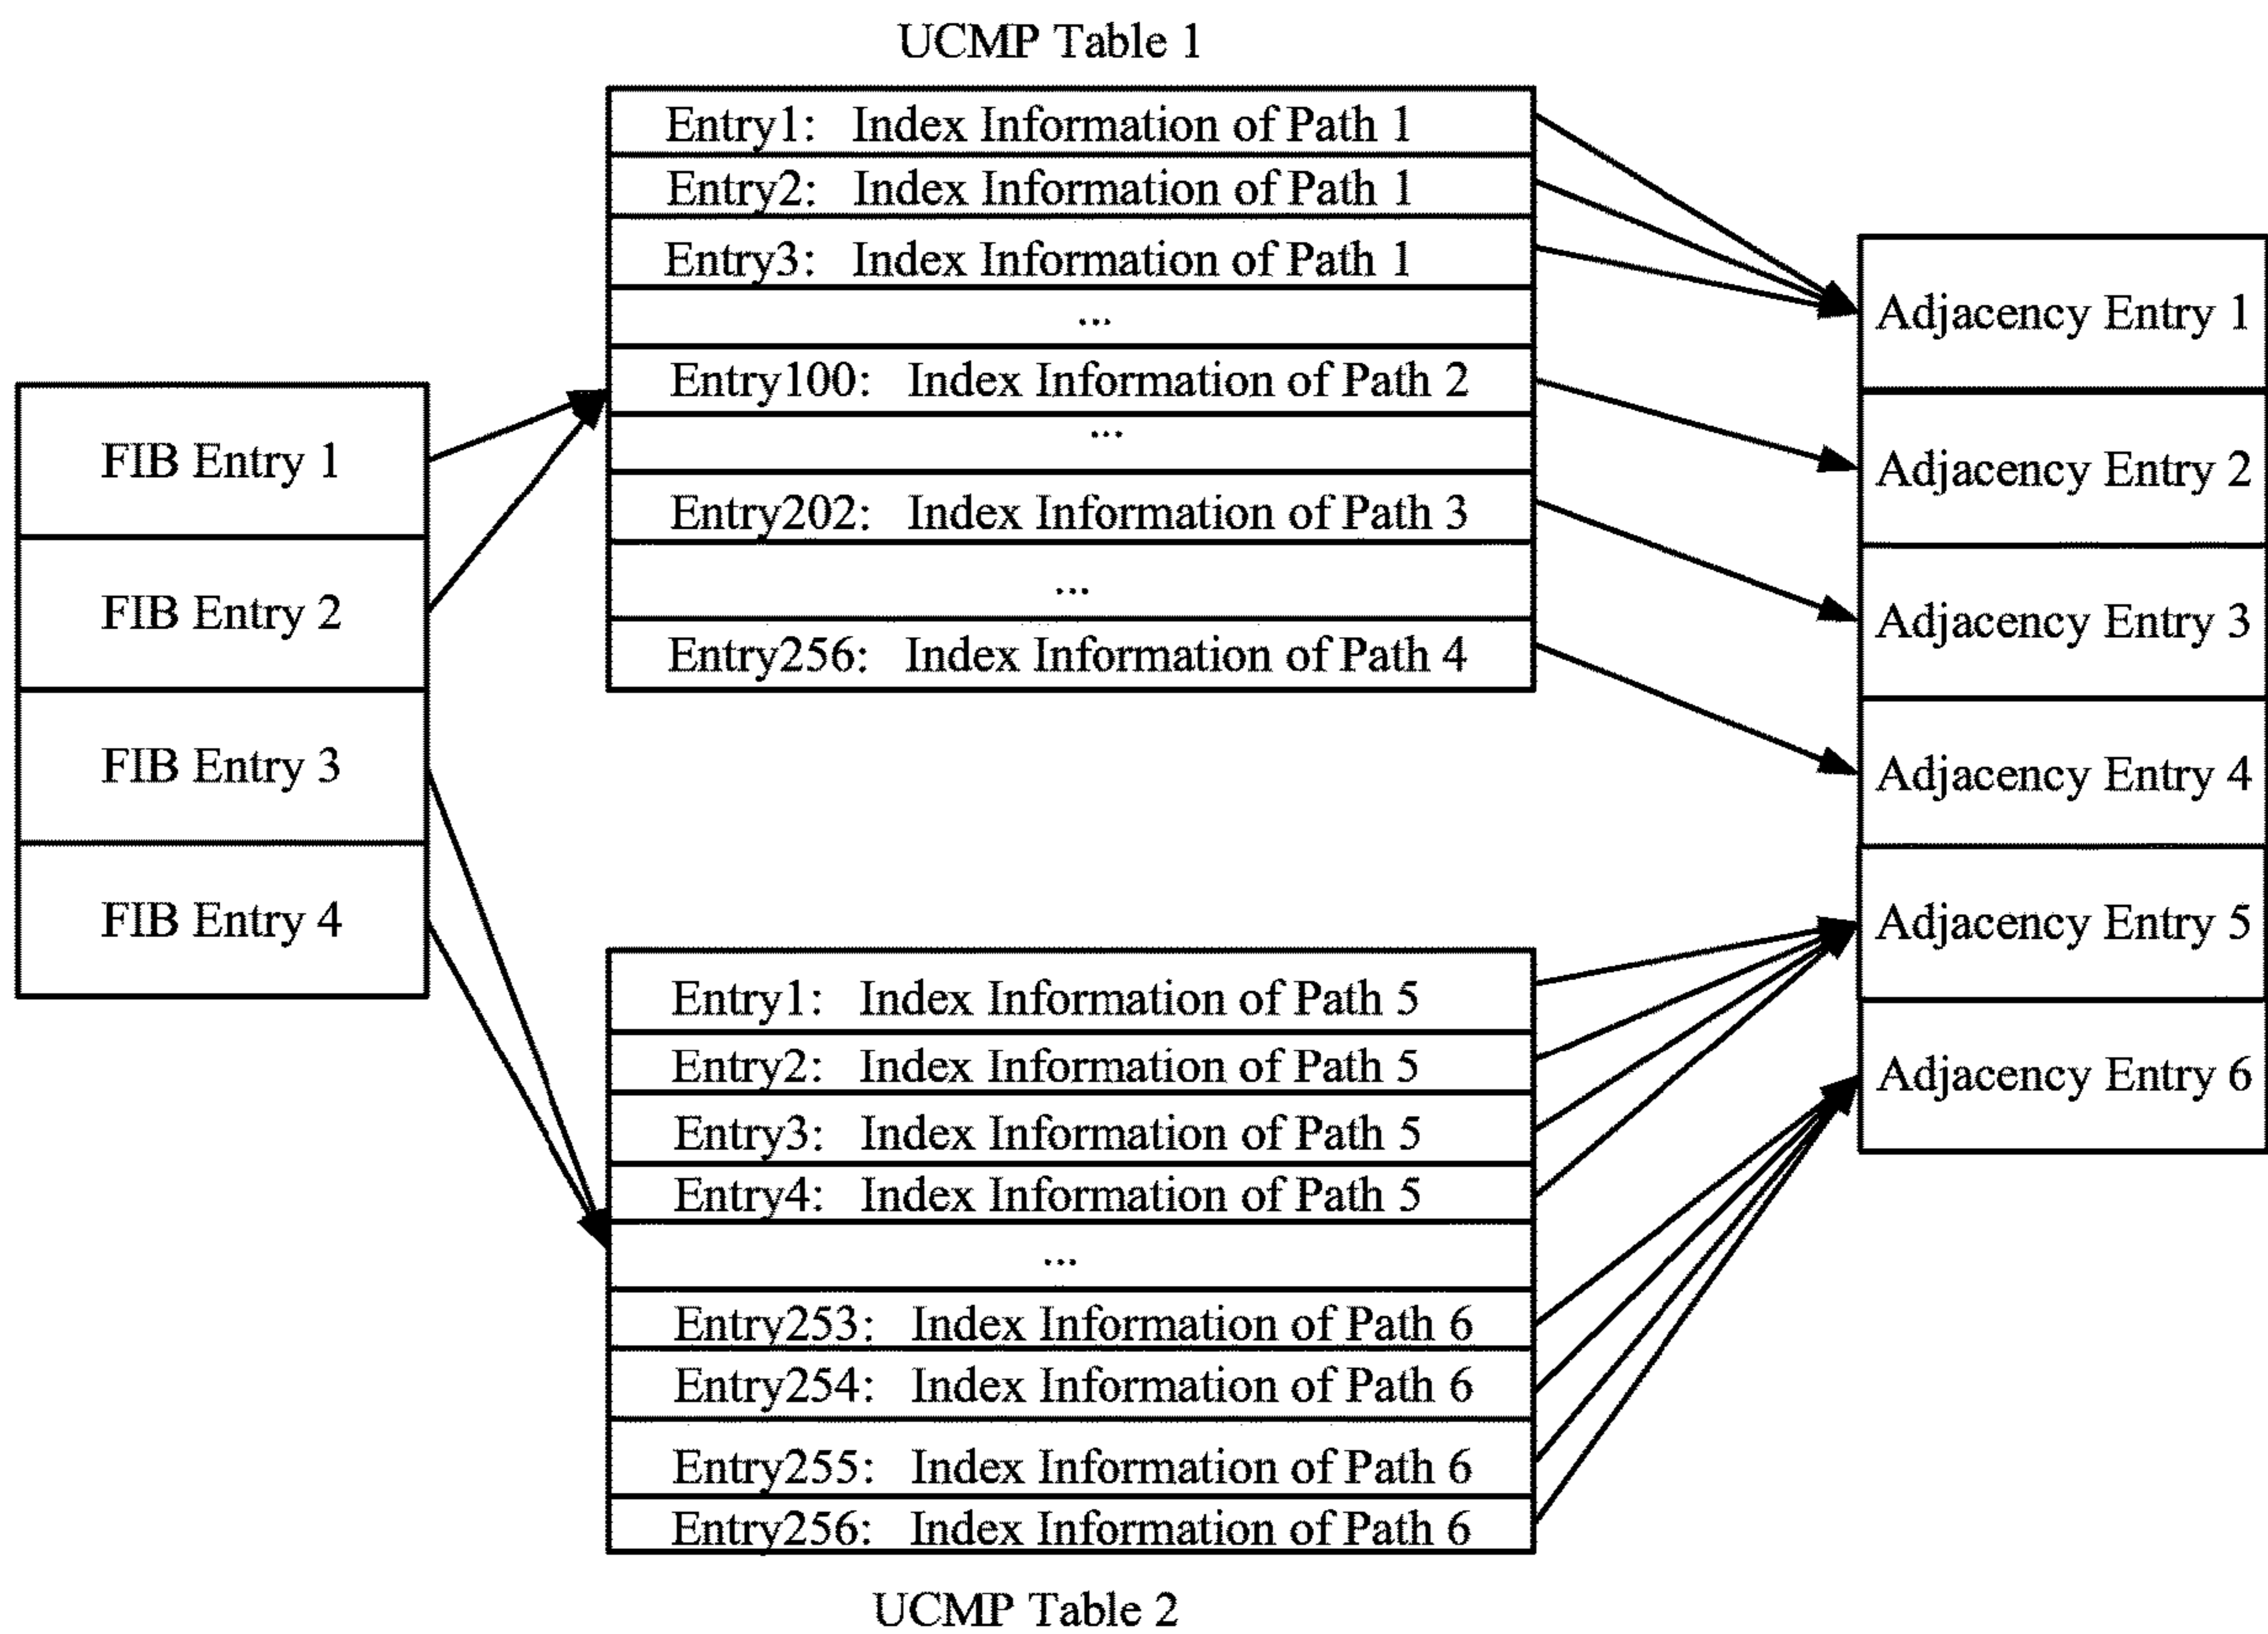 UCMP Table 1
Entry1: Index Information of Path 1
Entry2: Index Information of Path 1
Entry3: Index Information of Path 1
...
Entry100: Index Information of Path 2
...
Entry202: Index Information of Path 3
...
Entry256: Index Information of Path 4
FIB Entry 1
FIB Entry 2
FIB Entry 3
FIB Entry 4
Adjacency Entry 1
Adjacency Entry 2
Adjacency Entry 3
Adjacency Entry 4
Adjacency Entry 5
Adjacency Entry 6
Entry1: Index Information of Path 5
Entry2: Index Information of Path 5
Entry3: Index Information of Path 5
Entry4: Index Information of Path 5
...
Entry253: Index Information of Path 6
Entry254: Index Information of Path 6
Entry255: Index Information of Path 6
Entry256: Index Information of Path 6
UCMP Table 2